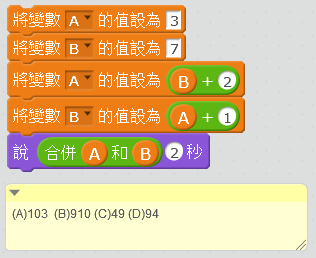 將變數 A 的值設為 3
將變數 B 的值設為 7
將變數 A 的值設為 B + 2
將變數 B 的值設為 A + 1
說 合併 A 和 B 2 秒
(A)103 (B)910 (C)49 (D)94